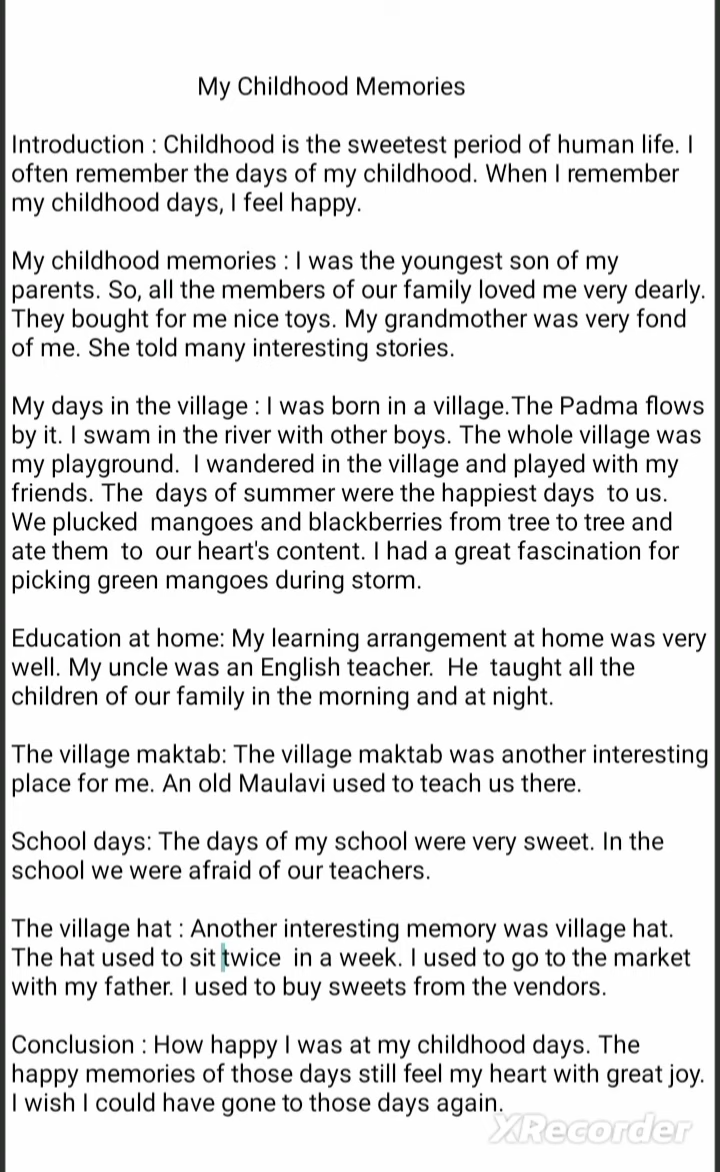 My Childhood Memories
Introduction : Childhood is the sweetest period of human life. I
often remember the days of my childhood. When I remember
my childhood days, I feel happy.
My childhood memories : I was the youngest son of my
parents. So, all the members of our family loved me very dearly.
They bought for me nice toys. My grandmother was very fond
of me. She told many interesting stories.
My days in the village : I was born in a village.The Padma flows
by it. I swam in the river with other boys. The whole village was
my playground.  I wandered in the village and played with my
friends. The  days of summer were the happiest days  to us.
We plucked  mangoes and blackberries from tree to tree and
ate them  to  our heart's content. I had a great fascination for
picking green mangoes during storm.
Education at home: My learning arrangement at home was very
well. My uncle was an English teacher.  He  taught all the
children of our family in the morning and at night.
The village maktab: The village maktab was another interesting
place for me. An old Maulavi used to teach us there.
School days: The days of my school were very sweet. In the
school we were afraid of our teachers.
The village hat : Another interesting memory was village hat.
The hat used to sit twice  in a week. I used to go to the market
with my father. I used to buy sweets from the vendors.
Conclusion : How happy I was at my childhood days. The
happy memories of those days still feel my heart with great joy.
I wish I could have gone to those days again.
XRecorder